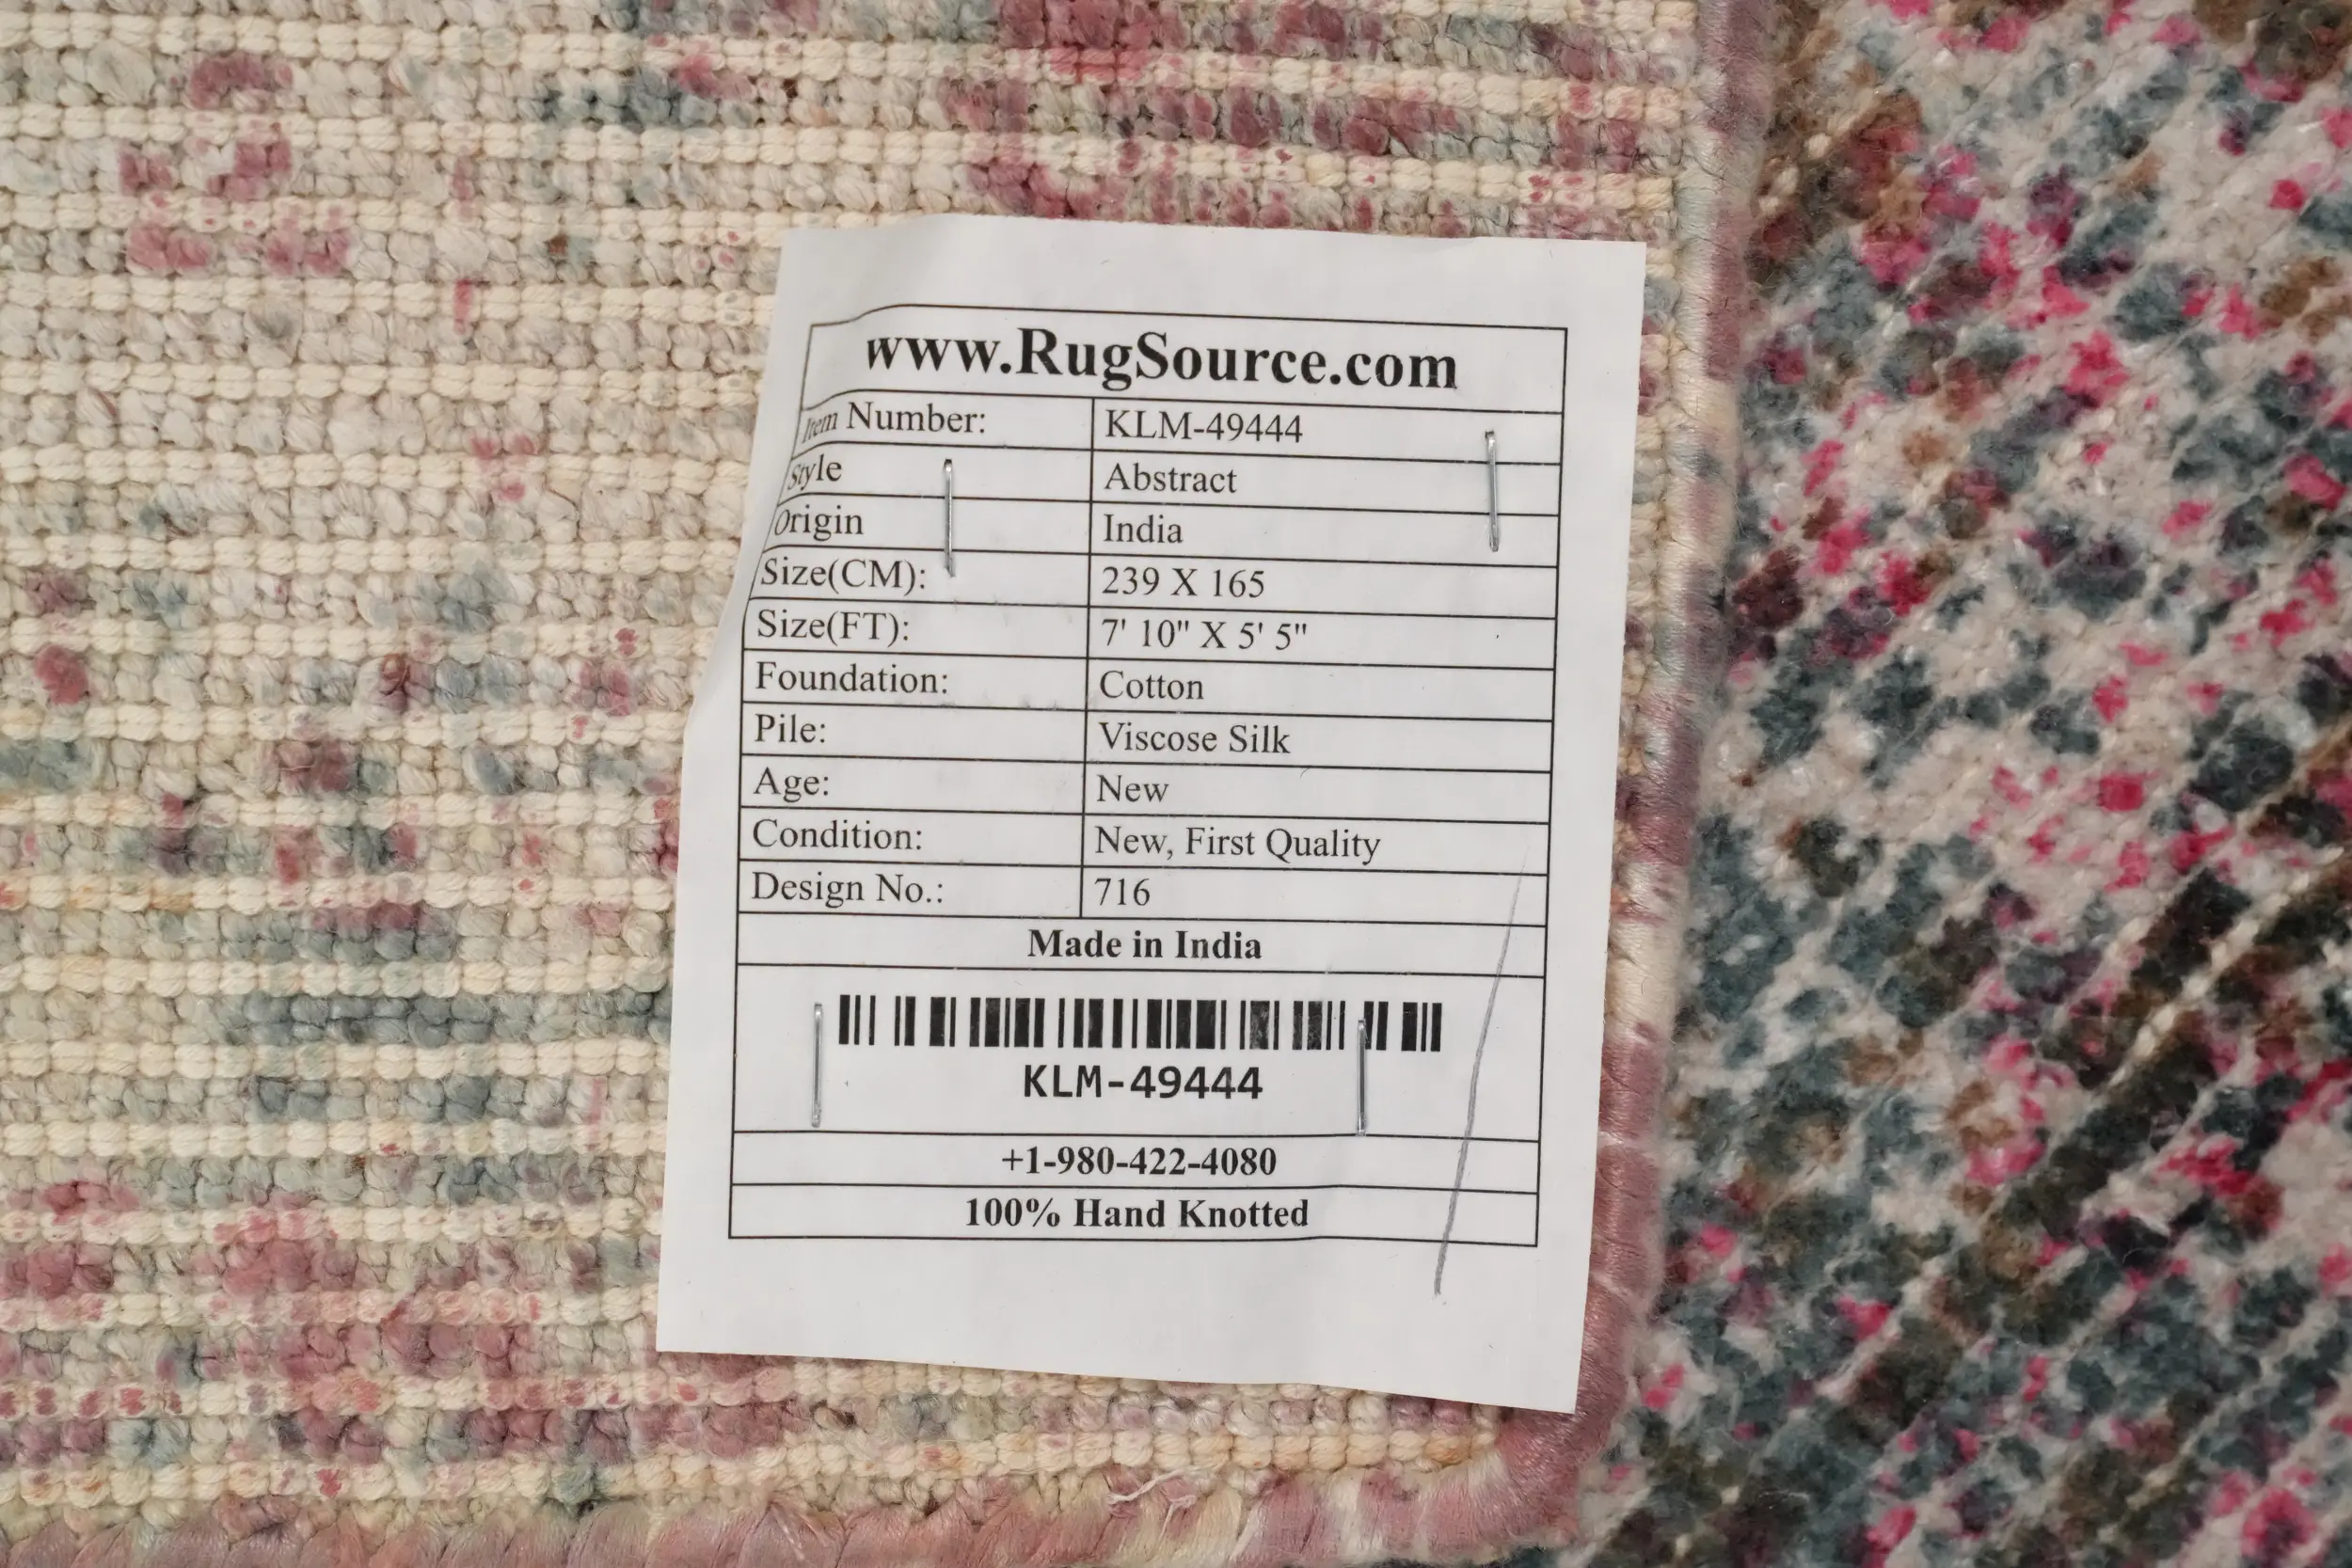 www.RugSource.com
Item Number: KLM-49444
Style Abstract
Origin India
Size(CM): 239 X 165
Size(FT): 7' 10" X 5' 5"
Foundation: Cotton
Pile: Viscose Silk
Age: New
Condition: New, First Quality
Design No.: 716
Made in India
KLM-49444
+1-980-422-4080
100% Hand Knotted